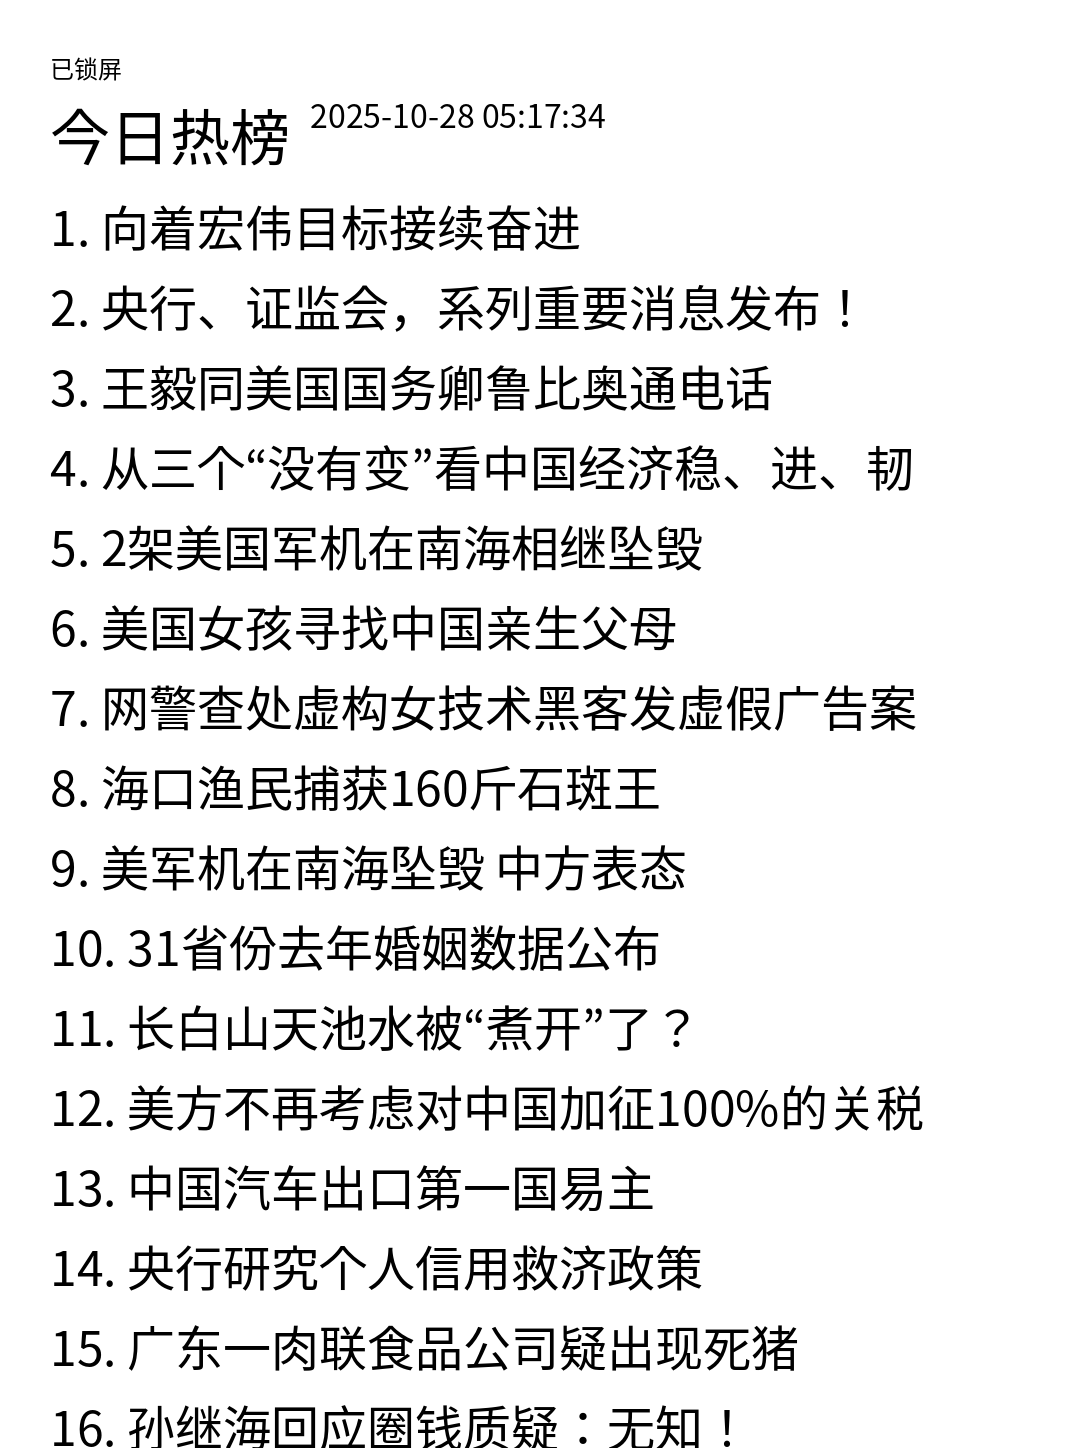 已锁屏
今日热榜 2025-10-28 05:17:34
1. 向着宏伟目标接续奋进
2. 央行、证监会，系列重要消息发布！
3. 王毅同美国国务卿鲁比奥通电话
4. 从三个“没有变”看中国经济稳、进、韧
5. 2架美国军机在南海相继坠毁
6. 美国女孩寻找中国亲生父母
7. 网警查处虚构女技术黑客发虚假广告案
8. 海口渔民捕获160斤石斑王
9. 美军机在南海坠毁 中方表态
10. 31省份去年婚姻数据公布
11. 长白山天池水被“煮开”了？
12. 美方不再考虑对中国加征100%的关税
13. 中国汽车出口第一国易主
14. 央行研究个人信用救济政策
15. 广东一肉联食品公司疑出现死猪
16. 孙继海回应圈钱质疑：无知！